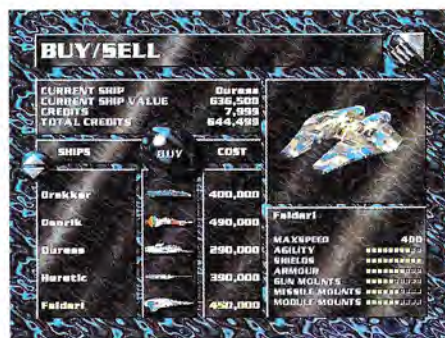 BUY/SELL
CURRENT SHIP Duress
CURRENT SHIP VALUE 636,500
CREDITS 7,999
TOTAL CREDITS 644,499
SHIPS BUY COST
Drakkar 400,000
Denrik 490,000
Duress 290,000
Heretic 390,000
Faldari 450,000
Faldari
MAXSPEED 400
AGILITY
SHIELDS
ARMOUR
GUN MOUNTS
MISSILE MOUNTS
MODULE MOUNTS